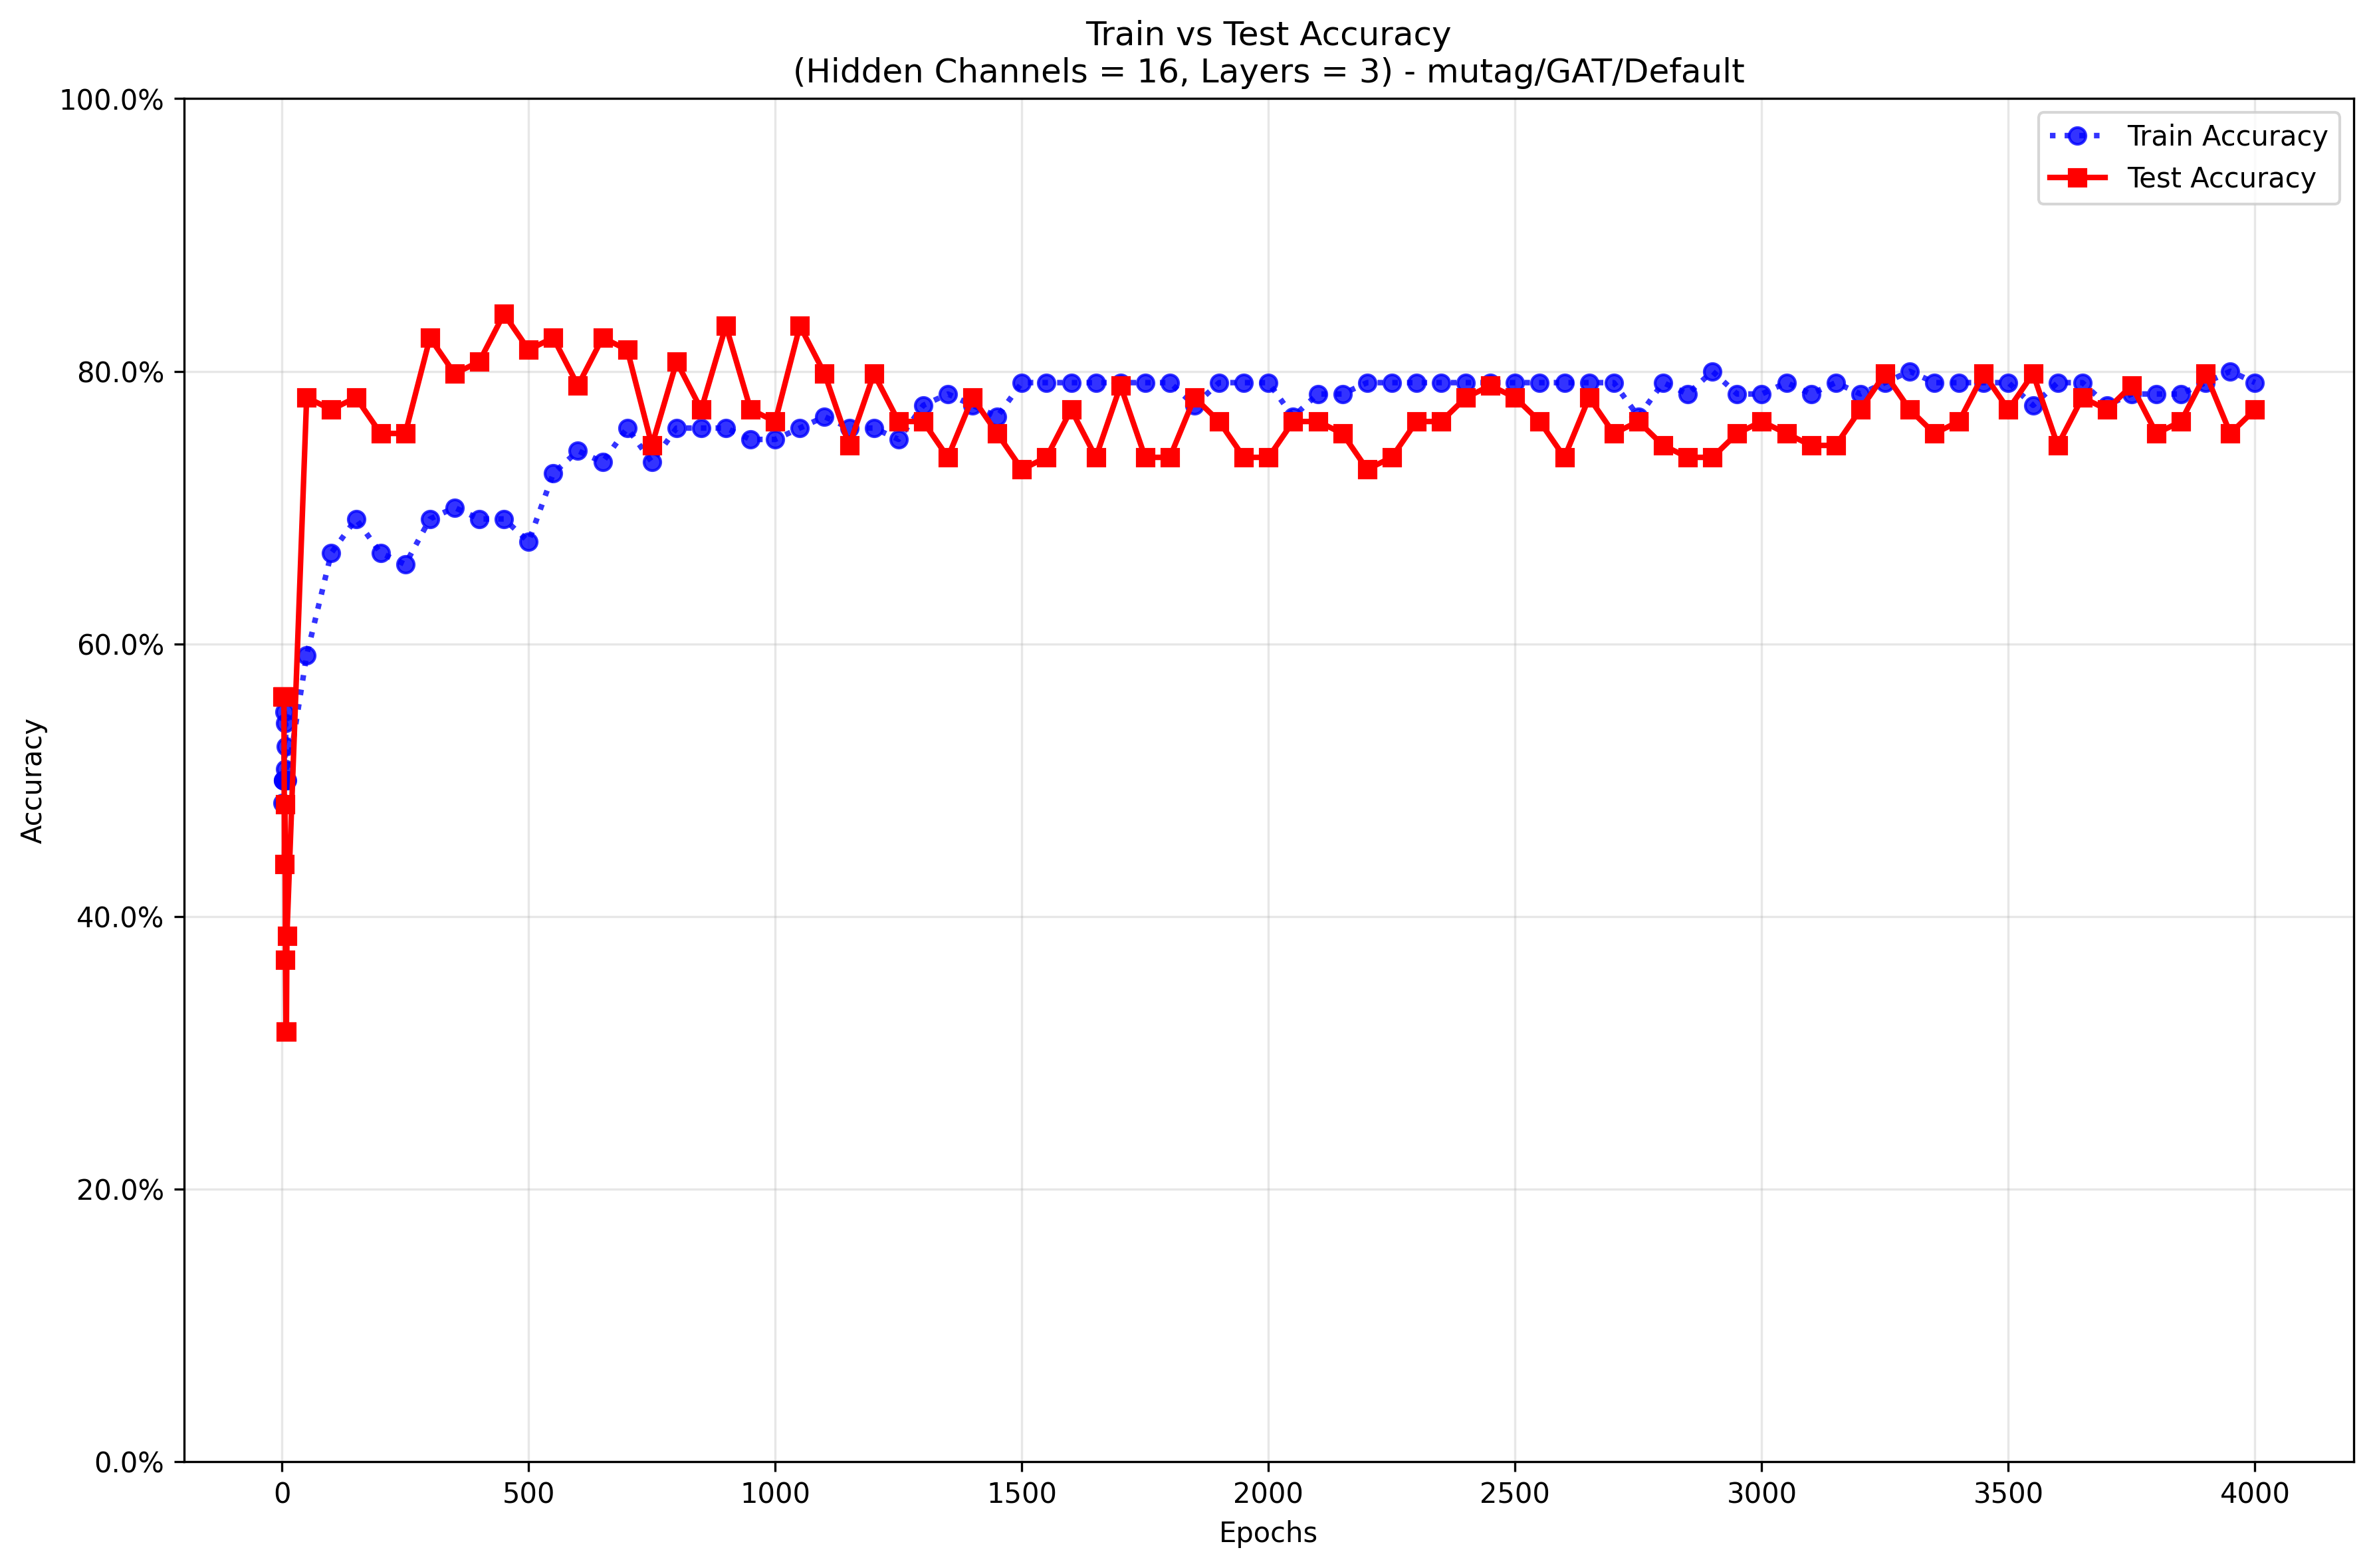 Train vs Test Accuracy
(Hidden Channels = 16, Layers = 3) - mutag/GAT/Default
100.0%
80.0%
60.0%
40.0%
20.0%
0.0%
Accuracy
Train Accuracy
Test Accuracy
0
500
1000
1500
2000
2500
3000
3500
4000
Epochs